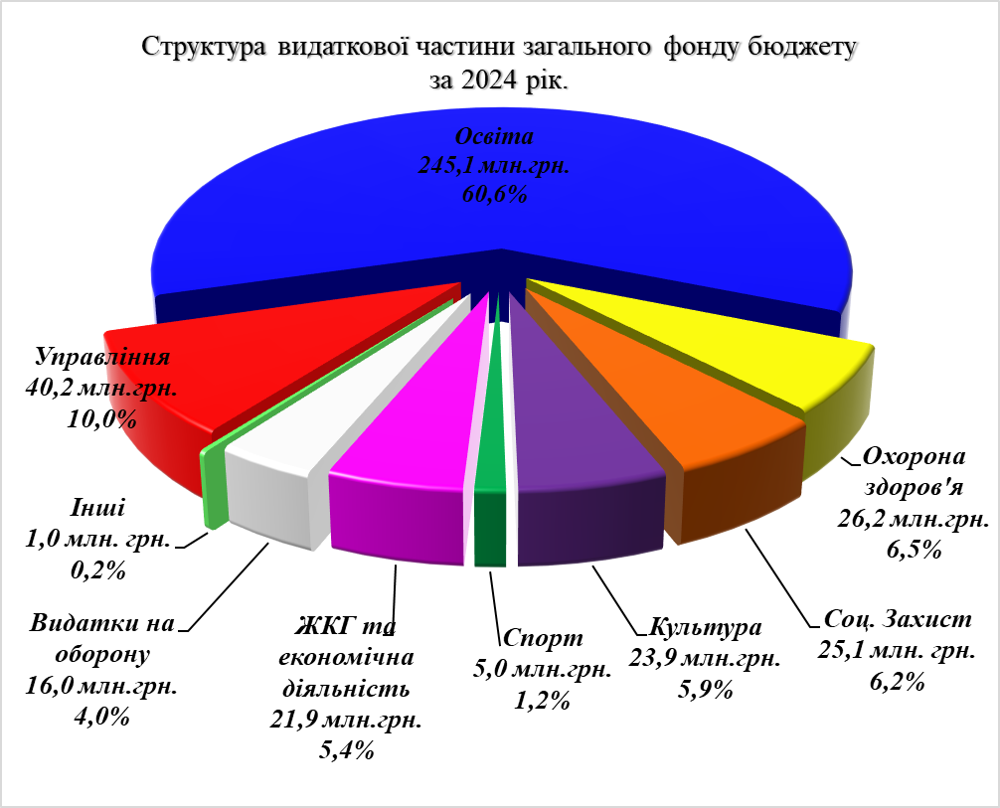 Структура видаткової частини загального фонду бюджету
за 2024 рік.
Освіта
245,1 млн.грн.
60,6%
Управління
40,2 млн.грн.
10,0%
Інші
1,0 млн. грн.
0,2%
Видатки на
оборону
16,0 млн.грн.
4,0%
ЖКГ та
економічна
діяльність
21,9 млн.грн.
5,4%
Спорт
5,0 млн.грн.
1,2%
Культура
23,9 млн.грн.
5,9%
Соц. Захист
25,1 млн. грн.
6,2%
Охорона
здоров'я
26,2 млн.грн.
6,5%